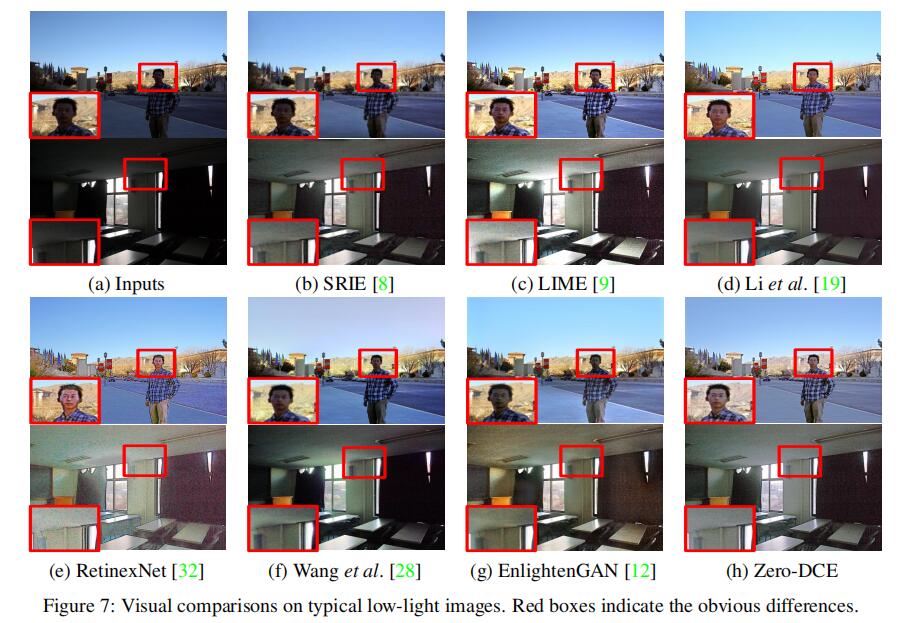 (a) Inputs
(b) SRIE [8]
(c) LIME [9]
(d) Li et al. [19]
(e) RetinexNet [32]
(f) Wang et al. [28]
(g) EnlightenGAN [12]
(h) Zero-DCE
Figure 7: Visual comparisons on typical low-light images. Red boxes indicate the obvious differences.